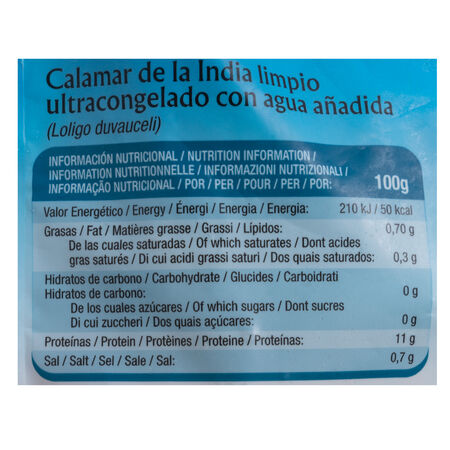 Calamar de la India limpio
ultracongelado con agua añadida
(Loligo duvauceli)
INFORMACIÓN NUTRICIONAL / NUTRITION INFORMATION /
INFORMATION NUTRITIONNELLE / INFORMAZIONI NUTRIZIONALI /
INFORMAÇÃO NUTRICIONAL / POR / PER / POUR / PER / POR: 100g
Valor Energético / Energy / Énergi / Energia / Energia: 210 kJ / 50 kcal
Grasas / Fat / Matières grasse / Grassi / Lípidos: 0,70 g
De las cuales saturadas / Of which saturates / Dont acides
gras saturés / Di cui acidi grassi saturi / Dos quais saturados: 0,3 g
Hidratos de carbono / Carbohydrate / Glucides / Carboidrati
Hidratos de carbono: 0 g
De los cuales azúcares / Of which sugars / Dont sucres
Di cui zuccheri / Dos quais açúcares: 0 g
Proteínas / Protein / Protèines / Proteine / Proteínas: 11 g
Sal / Salt / Sel / Sale / Sal: 0,7 g